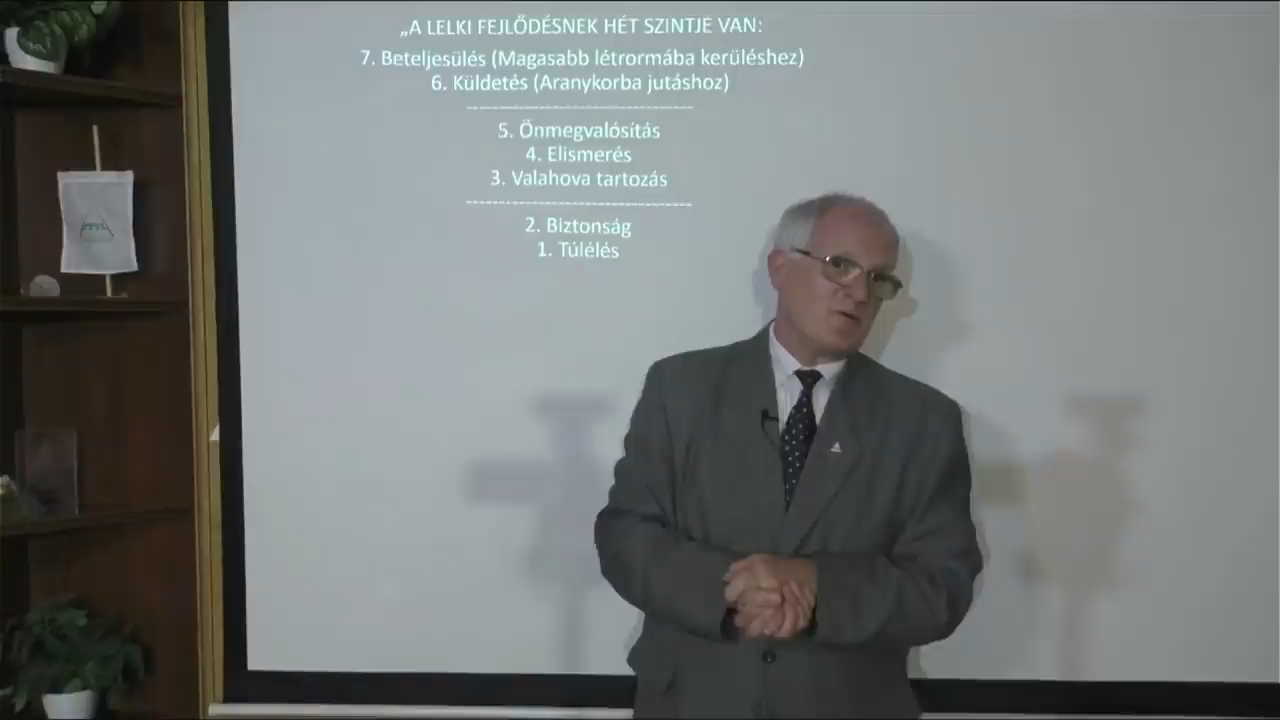 „A LELKI FEJLŐDÉSNEK HÉT SZINTJE VAN:
7. Beteljesülés (Magasabb létrormába kerüléshez)
6. Küldetés (Aranykorba jutáshoz)
------------------------------------
5. Önmegvalósítás
4. Elismerés
3. Valahova tartozás
------------------------------------
2. Biztonság
1. Túlélés